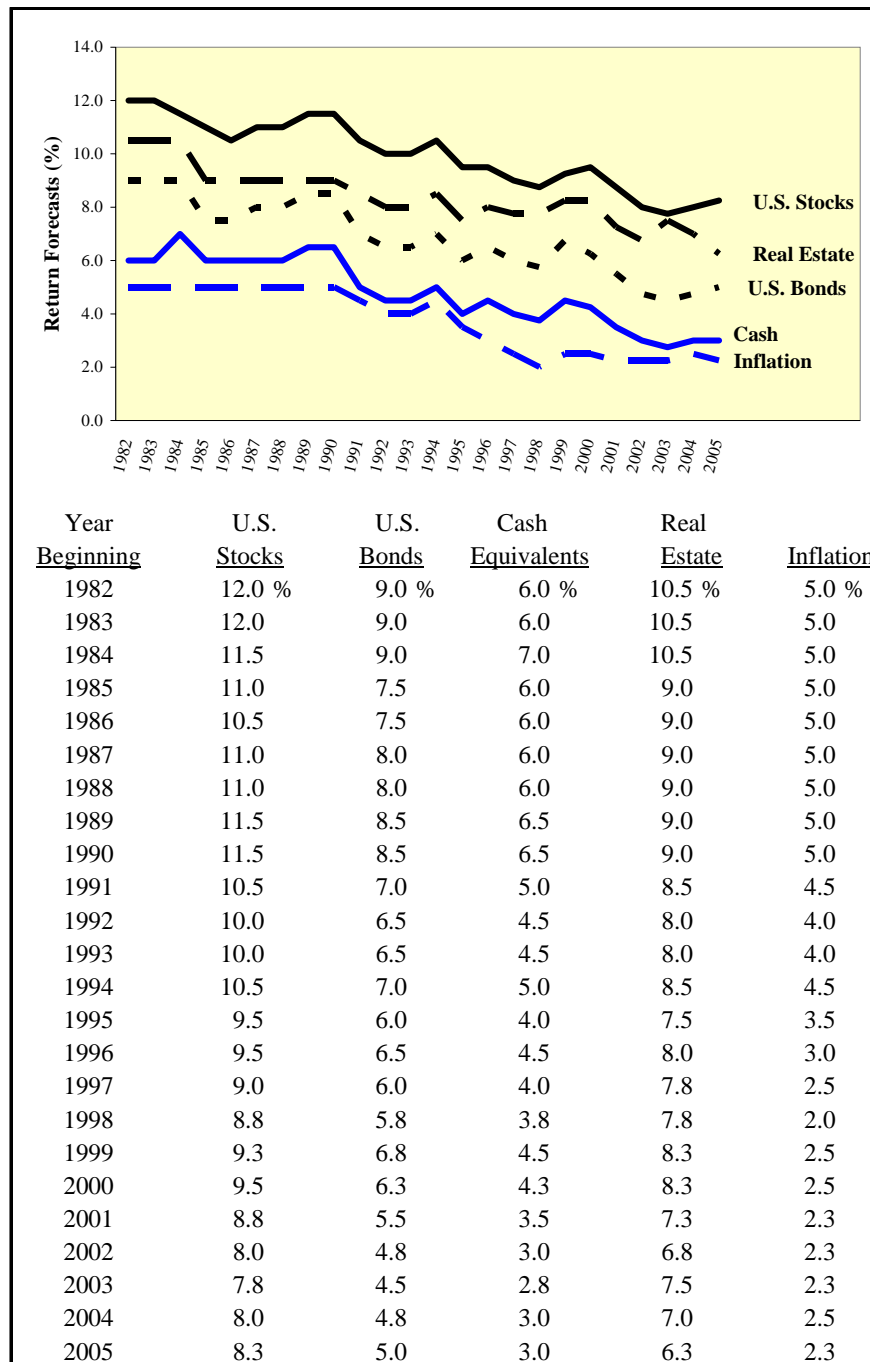 14.0
12.0
10.0
8.0
6.0
4.0
2.0
0.0
Return Forecasts (%)
U.S. Stocks
Real Estate
U.S. Bonds
Cash
Inflation
1982 1983 1984 1985 1986 1987 1988 1989 1990 1991 1992 1993 1994 1995 1996 1997 1998 1999 2000 2001 2002 2003 2004 2005
Year U.S. U.S. Cash Real
Beginning Stocks Bonds Equivalents Estate Inflation
1982 12.0 % 9.0 % 6.0 % 10.5 % 5.0 %
1983 12.0 9.0 6.0 10.5 5.0
1984 11.5 9.0 7.0 10.5 5.0
1985 11.0 7.5 6.0 9.0 5.0
1986 10.5 7.5 6.0 9.0 5.0
1987 11.0 8.0 6.0 9.0 5.0
1988 11.0 8.0 6.0 9.0 5.0
1989 11.5 8.5 6.5 9.0 5.0
1990 11.5 8.5 6.5 9.0 5.0
1991 10.5 7.0 5.0 8.5 4.5
1992 10.0 6.5 4.5 8.0 4.0
1993 10.0 6.5 4.5 8.0 4.0
1994 10.5 7.0 5.0 8.5 4.5
1995 9.5 6.0 4.0 7.5 3.5
1996 9.5 6.5 4.5 8.0 3.0
1997 9.0 6.0 4.0 7.8 2.5
1998 8.8 5.8 3.8 7.8 2.0
1999 9.3 6.8 4.5 8.3 2.5
2000 9.5 6.3 4.3 8.3 2.5
2001 8.8 5.5 3.5 7.3 2.3
2002 8.0 4.8 3.0 6.8 2.3
2003 7.8 4.5 2.8 7.5 2.3
2004 8.0 4.8 3.0 7.0 2.5
2005 8.3 5.0 3.0 6.3 2.3